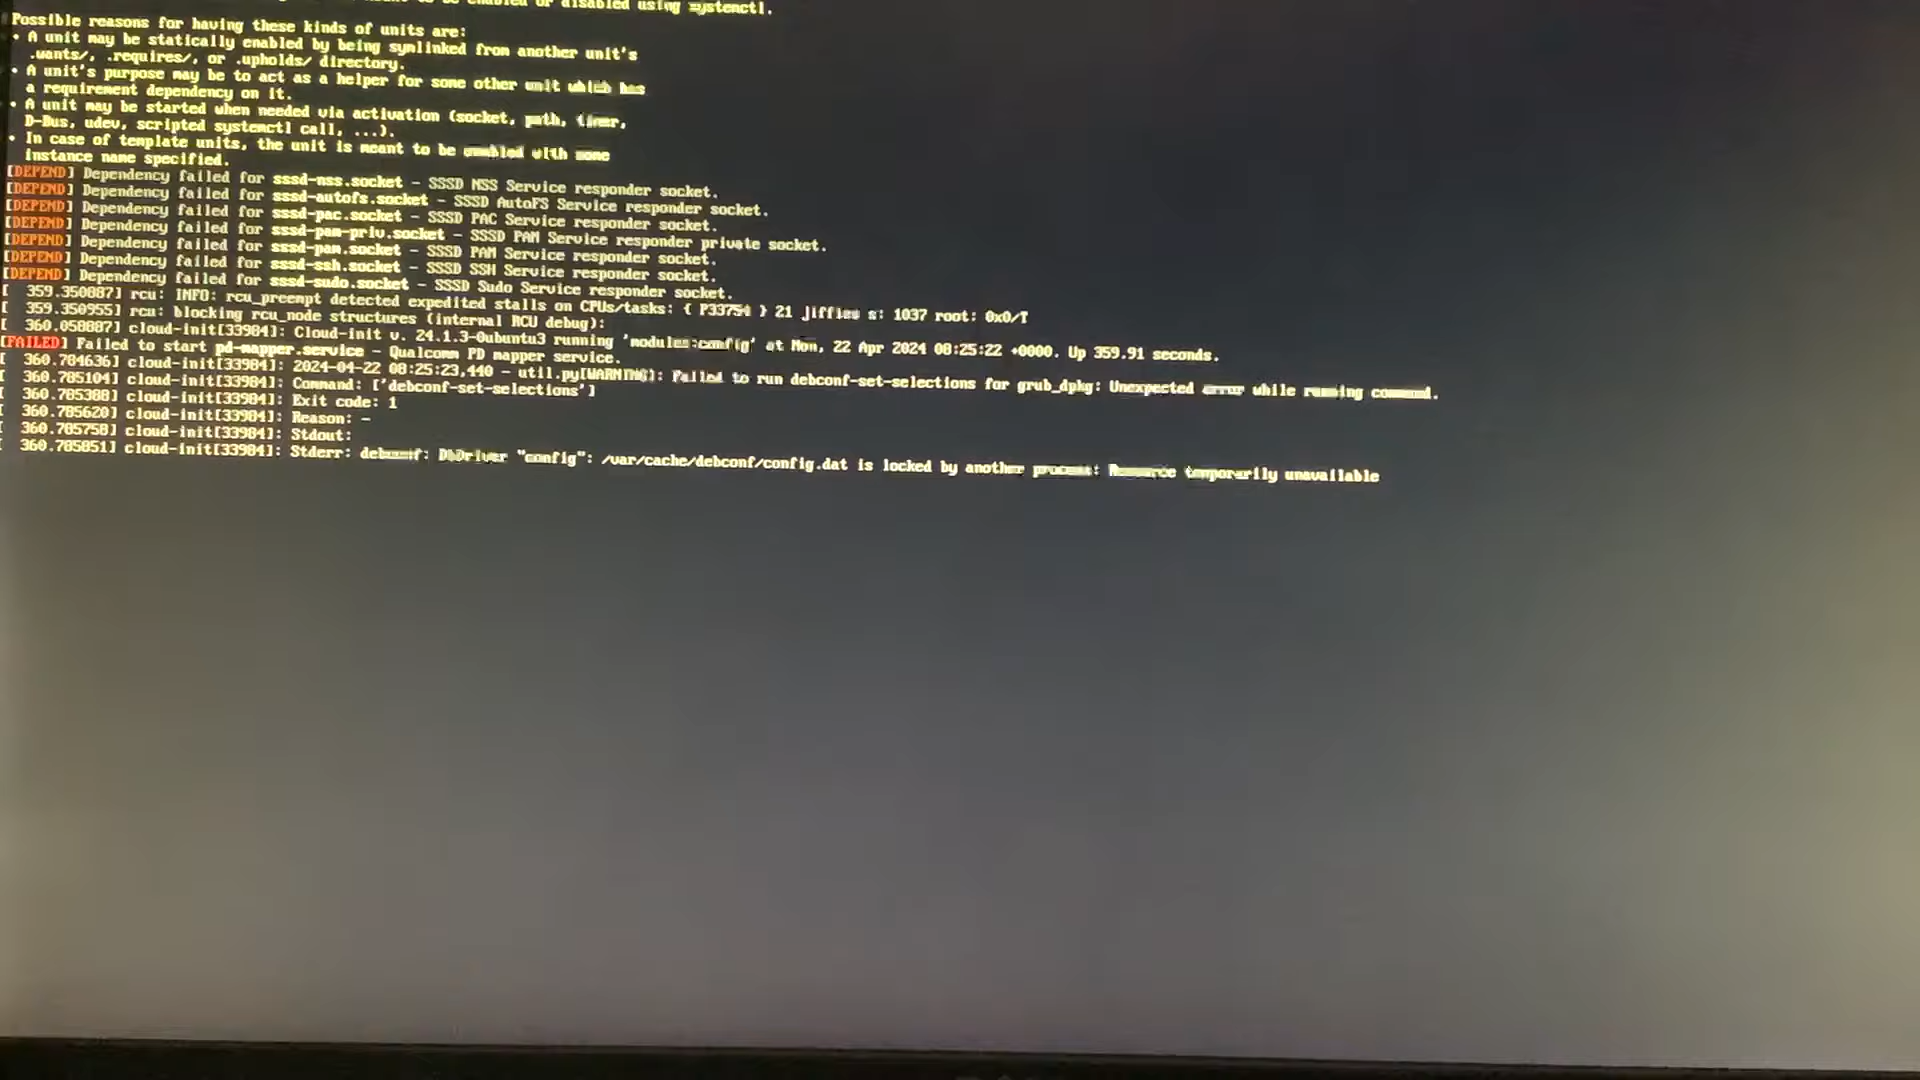 to be enabled or disabled using systemctl.
Possible reasons for having these kinds of units are:
• A unit may be statically enabled by being symlinked from another unit's
.wants/, .requires/, or .upholds/ directory.
• A unit's purpose may be to act as a helper for some other unit which has
a requirement dependency on it.
• A unit may be started when needed via activation (socket, path, timer,
D-Bus, udev, scripted systemctl call, ...).
• In case of template units, the unit is meant to be enabled with some
instance name specified.
[DEPEND] Dependency failed for sssd-nss.socket - SSSD NSS Service responder socket.
[DEPEND] Dependency failed for sssd-autofs.socket - SSSD AutoFS Service responder socket.
[DEPEND] Dependency failed for sssd-pac.socket - SSSD PAC Service responder socket.
[DEPEND] Dependency failed for sssd-pam-priv.socket - SSSD PAM Service responder private socket.
[DEPEND] Dependency failed for sssd-pam.socket - SSSD PAM Service responder socket.
[DEPEND] Dependency failed for sssd-ssh.socket - SSSD SSH Service responder socket.
[DEPEND] Dependency failed for sssd-sudo.socket - SSSD Sudo Service responder socket.
[ 359.350887] rcu: INFO: rcu_preempt detected expedited stalls on CPUs/tasks: { P33754 } 21 jiffies s: 1037 root: 0x0/T
[ 359.350955] rcu: blocking rcu_node structures (internal RCU debug):
[ 360.058887] cloud-init[33984]: Cloud-init v. 24.1.3-0ubuntu3 running 'modules:config' at Mon, 22 Apr 2024 08:25:22 +0000. Up 359.91 seconds.
[FAILED] Failed to start pd-mapper.service - Qualcomm PD mapper service.
[ 360.784636] cloud-init[33984]: 2024-04-22 08:25:23,440 - util.py[WARNING]: Failed to run debconf-set-selections for grub_dpkg: Unexpected error while running command.
[ 360.785104] cloud-init[33984]: Command: ['debconf-set-selections']
[ 360.785388] cloud-init[33984]: Exit code: 1
[ 360.785620] cloud-init[33984]: Reason: -
[ 360.785758] cloud-init[33984]: Stdout:
[ 360.785851] cloud-init[33984]: Stderr: debconf: DbDriver "config": /var/cache/debconf/config.dat is locked by another process: Resource temporarily unavailable